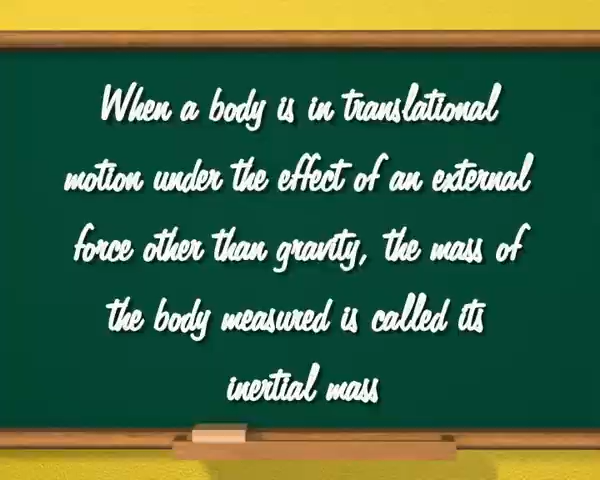 When a body is in translational
motion under the effect of an external
force other than gravity, the mass of
the body measured is called its
inertial mass